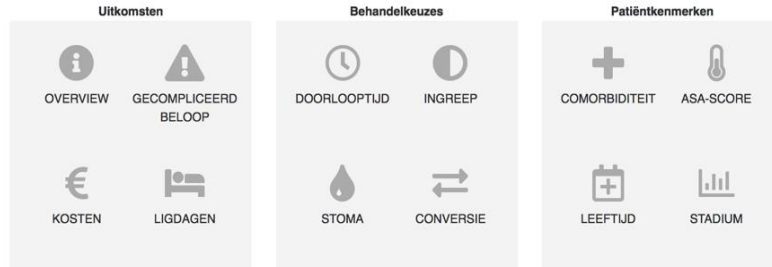 Uitkomsten
OVERVIEW
GECOMPLICEERD
BELOOP
€
KOSTEN
LIGDAGEN
Behandelkeuzes
DOORLOOPTIJD
INGREEP
STOMA
CONVERSIE
Patiëntkenmerken
COMORBIDITEIT
ASA-SCORE
LEEFTIJD
STADIUM